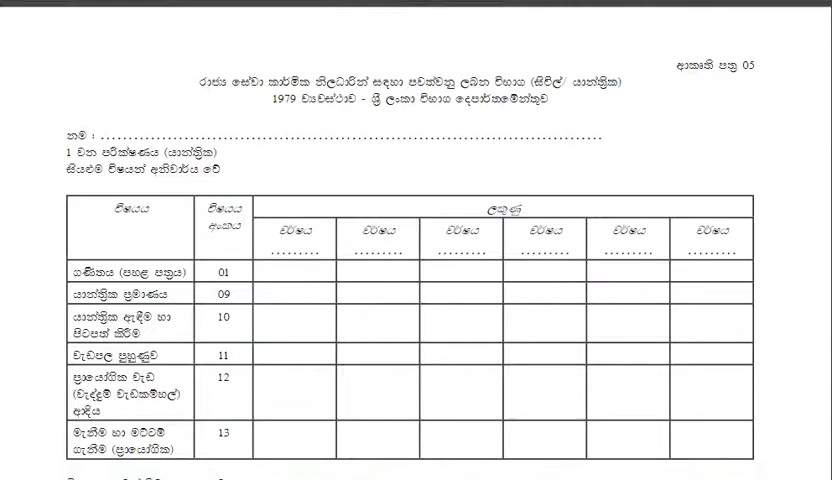 ආකෘති පත්‍ර 05
රාජ්‍ය සේවා කාර්මික නිලධාරීන් සඳහා පවත්වනු ලබන විභාග (සිවිල්/ යාන්ත්‍රික)
1979 ව්‍යවස්ථාව - ශ්‍රී ලංකා විභාග දෙපාර්තමේන්තුව
නම : ........................................................................................
1 වන පරික්ෂණය (යාන්ත්‍රික)
සියළුම විෂයන් අනිවාර්ය වේ
විෂයය
විෂයය
අංකය
ලකුණු
වර්ෂය වර්ෂය වර්ෂය වර්ෂය වර්ෂය වර්ෂය
......... ......... ......... ......... ......... .........
ගණිතය (පහළ පත්‍රය) 01
යාන්ත්‍රික ප්‍රමාණය 09
යාන්ත්‍රික ඇඳීම හා 10
පිටපත් කිරීම
වැඩපල පුහුණුව 11
ප්‍රායෝගික වැඩ 12
(වැද්දුම් වැඩකම්හල්)
ආදිය
මැනීම හා මට්ටම් 13
ගැනීම (ප්‍රායෝගික)